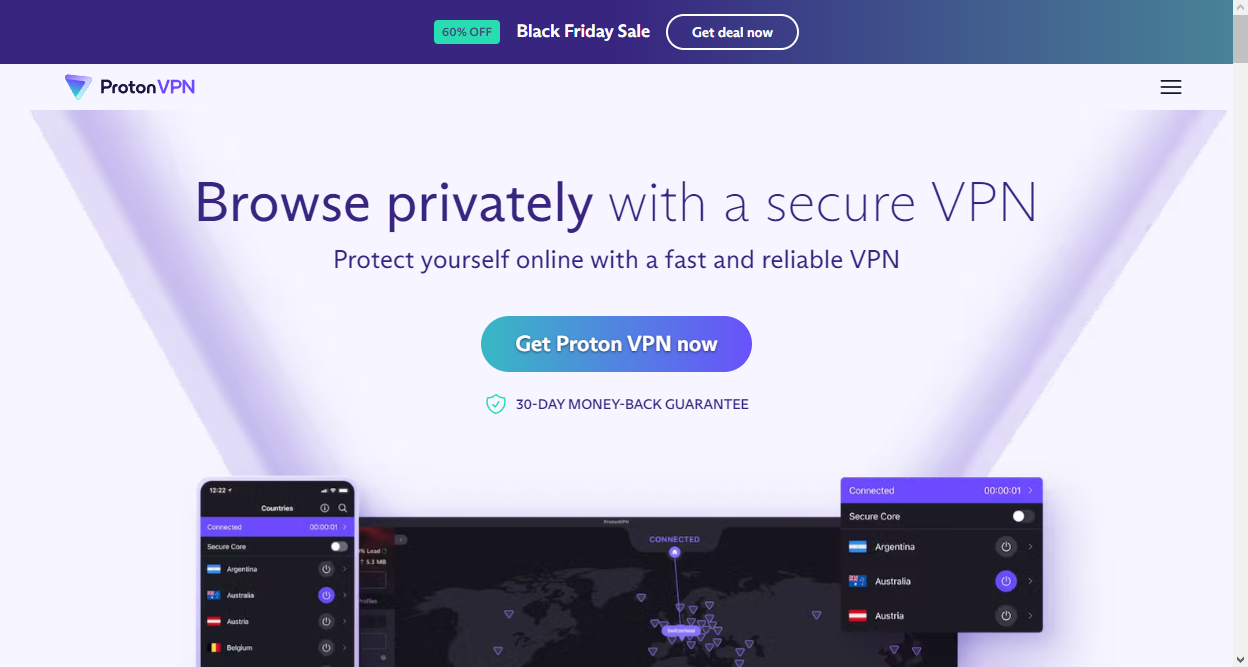 60% OFF Black Friday Sale Get deal now
ProtonVPN
Browse privately with a secure VPN
Protect yourself online with a fast and reliable VPN
Get Proton VPN now
30-DAY MONEY-BACK GUARANTEE
12:22
Countries
Connected 00:00:01
Secure Core
Argentina
Australia
Austria
Belgium
ProtonVPN
% Load
5.3 MB
CONNECTED
Switzerland
Connected 00:00:01
Secure Core
Argentina
Australia
Austria